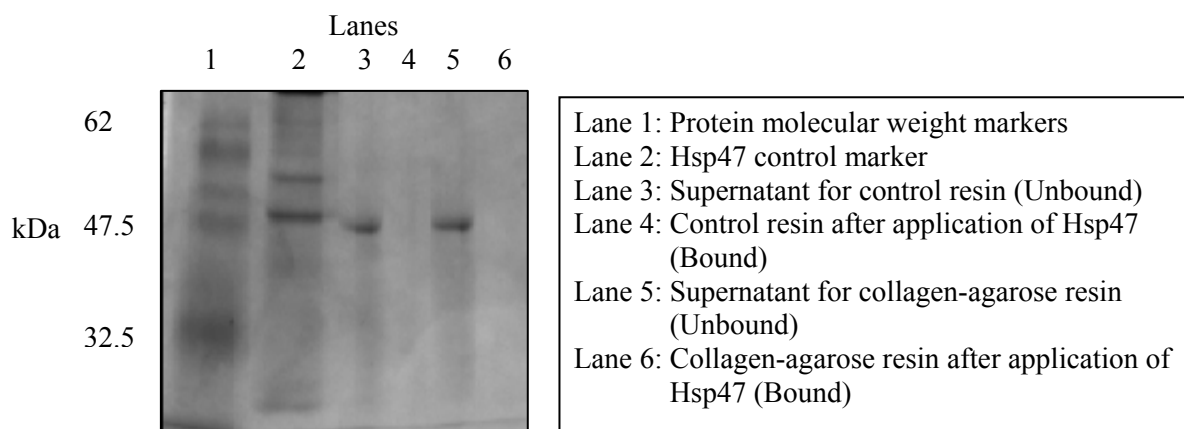 Lanes
1 2 3 4 5 6
62
kDa 47.5
32.5
Lane 1: Protein molecular weight markers
Lane 2: Hsp47 control marker
Lane 3: Supernatant for control resin (Unbound)
Lane 4: Control resin after application of Hsp47
(Bound)
Lane 5: Supernatant for collagen-agarose resin
(Unbound)
Lane 6: Collagen-agarose resin after application of
Hsp47 (Bound)